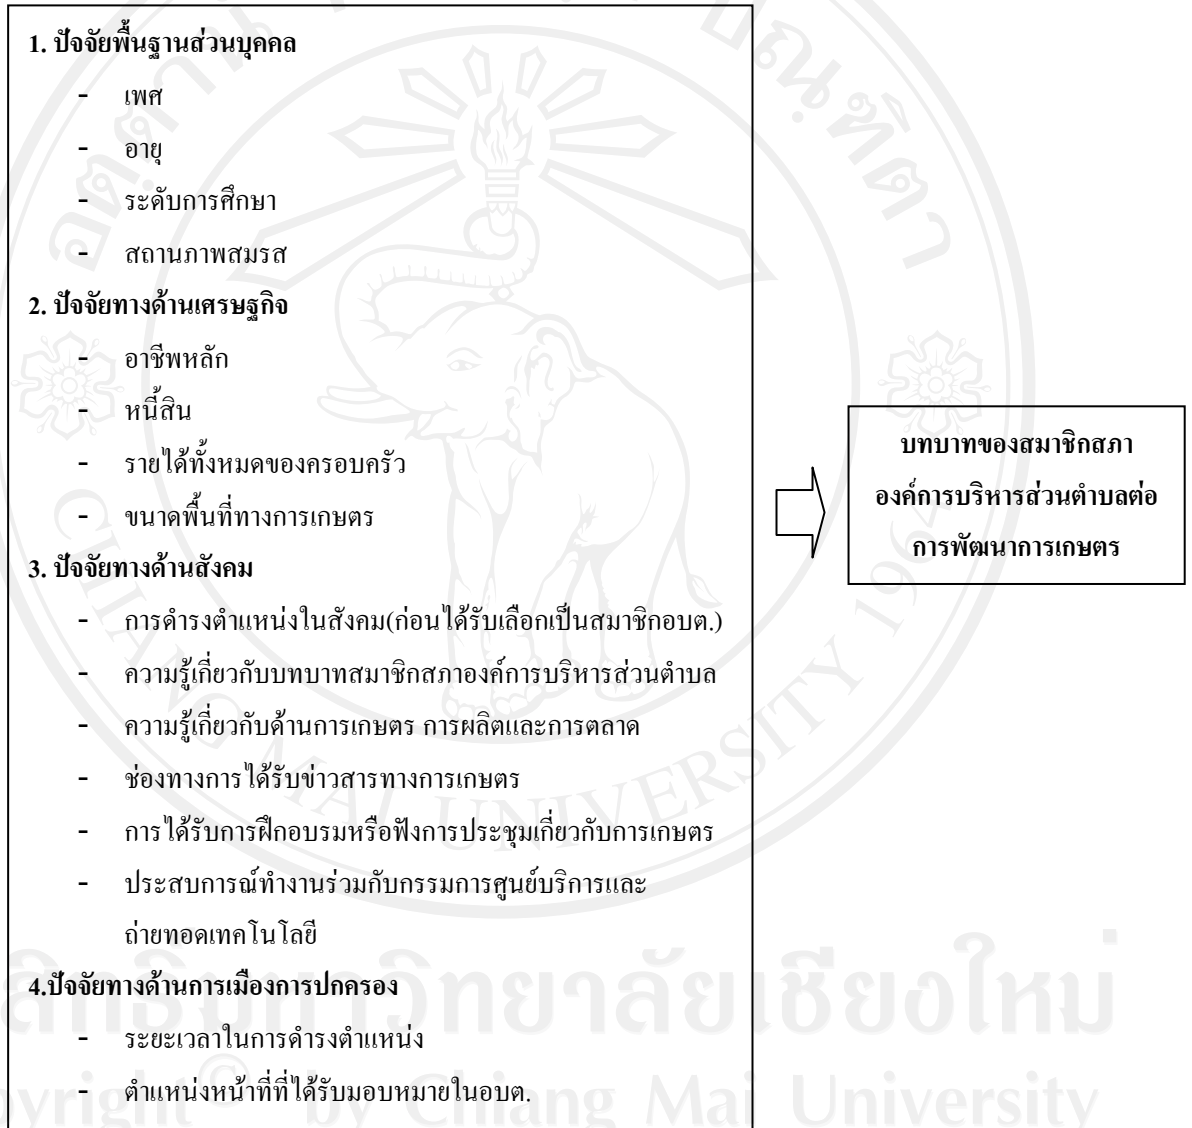 1. ปัจจัยพื้นฐานส่วนบุคคล
- เพศ
- อายุ
- ระดับการศึกษา
- สถานภาพสมรส
2. ปัจจัยทางด้านเศรษฐกิจ
- อาชีพหลัก
- หนี้สิน
- รายได้ทั้งหมดของครอบครัว
- ขนาดพื้นที่ทางการเกษตร
3. ปัจจัยทางด้านสังคม
- การดำรงตำแหน่งในสังคม(ก่อนได้รับเลือกเป็นสมาชิกอบต.)
- ความรู้เกี่ยวกับบทบาทสมาชิกสภาองค์การบริหารส่วนตำบล
- ความรู้เกี่ยวกับด้านการเกษตร การผลิตและการตลาด
- ช่องทางการได้รับข่าวสารทางการเกษตร
- การได้รับการฝึกอบรมหรือฟังการประชุมเกี่ยวกับการเกษตร
- ประสบการณ์ทำงานร่วมกับกรรมการศูนย์บริการและ
ถ่ายทอดเทคโนโลยี
4.ปัจจัยทางด้านการเมืองการปกครอง
- ระยะเวลาในการดำรงตำแหน่ง
- ตำแหน่งหน้าที่ที่ได้รับมอบหมายในอบต.
บทบาทของสมาชิกสภา
องค์การบริหารส่วนตำบลต่อ
การพัฒนาการเกษตร
CHIANG MAI UNIVERSITY 1964
มหาวิทยาลัยเชียงใหม่
© by Chiang Mai University